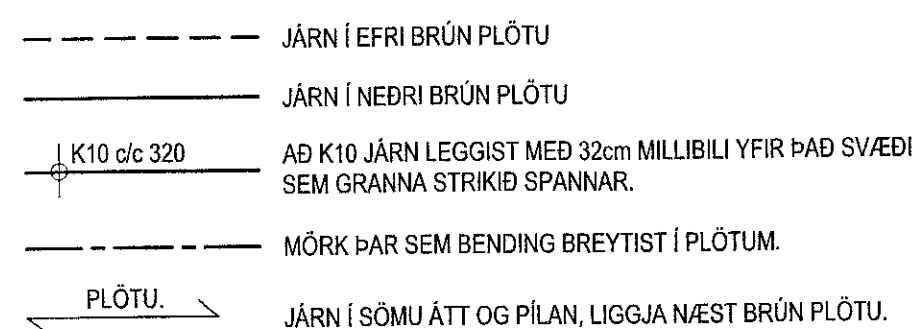 JÁRN Í EFRI BRÚN PLÖTU
JÁRN Í NEÐRI BRÚN PLÖTU
K10 c/c 320
AÐ K10 JÁRN LEGGIST MEÐ 32cm MILLIBILI YFIR ÞAÐ SVÆÐI
SEM GRANNA STRIKIÐ SPANNAR.
MÖRK ÞAR SEM BENDING BREYTIST Í PLÖTUM.
PLÖTU.
JÁRN Í SÖMU ÁTT OG PÍLAN, LIGGJA NÆST BRÚN PLÖTU.